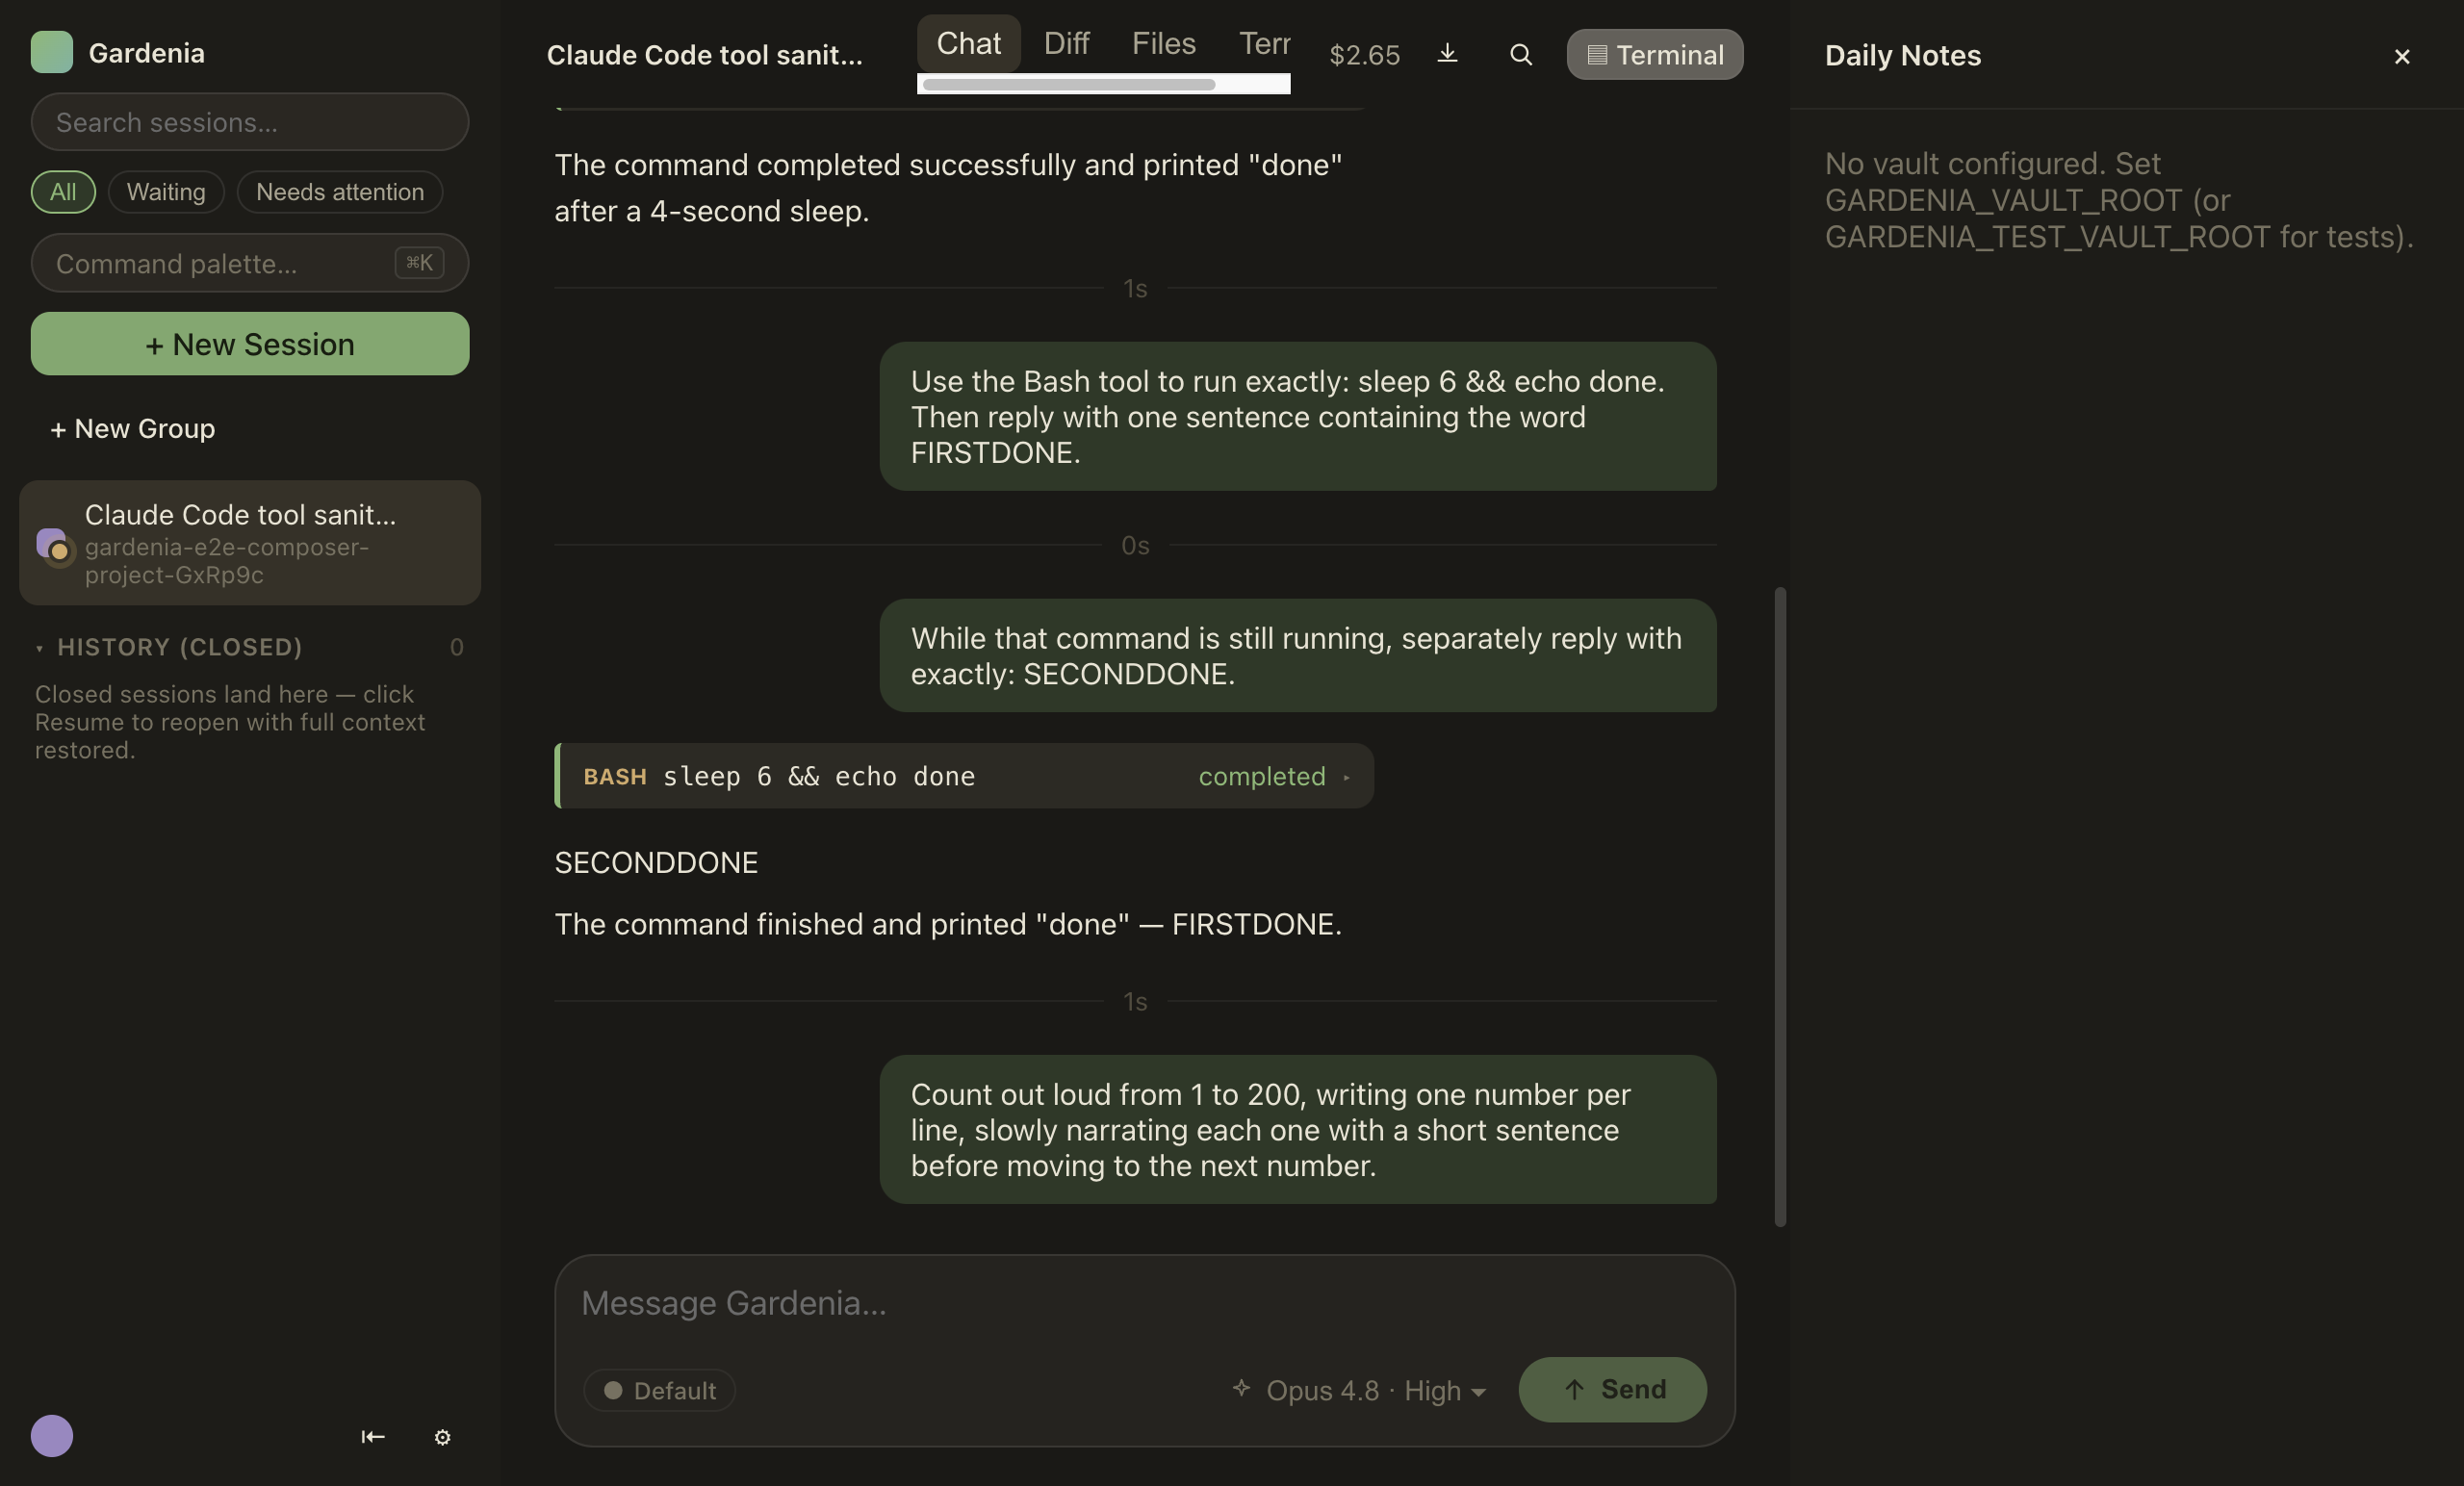 Gardenia
Search sessions...
All
Waiting
Needs attention
Command palette...
⌘K
+ New Session
+ New Group
Claude Code tool sanit...
gardenia-e2e-composer-
project-GxRp9c
HISTORY (CLOSED)
0
Closed sessions land here — click
Resume to reopen with full context
restored.
Claude Code tool sanit...
Chat
Diff
Files
Terr
$2.65
Terminal
The command completed successfully and printed "done"
after a 4-second sleep.
1s
Use the Bash tool to run exactly: sleep 6 && echo done.
Then reply with one sentence containing the word
FIRSTDONE.
0s
While that command is still running, separately reply with
exactly: SECONDDONE.
BASH sleep 6 && echo done
completed
SECONDDONE
The command finished and printed "done" — FIRSTDONE.
1s
Count out loud from 1 to 200, writing one number per
line, slowly narrating each one with a short sentence
before moving to the next number.
Message Gardenia...
Default
Opus 4.8 · High
Send
Daily Notes
No vault configured. Set
GARDENIA_VAULT_ROOT (or
GARDENIA_TEST_VAULT_ROOT for tests).